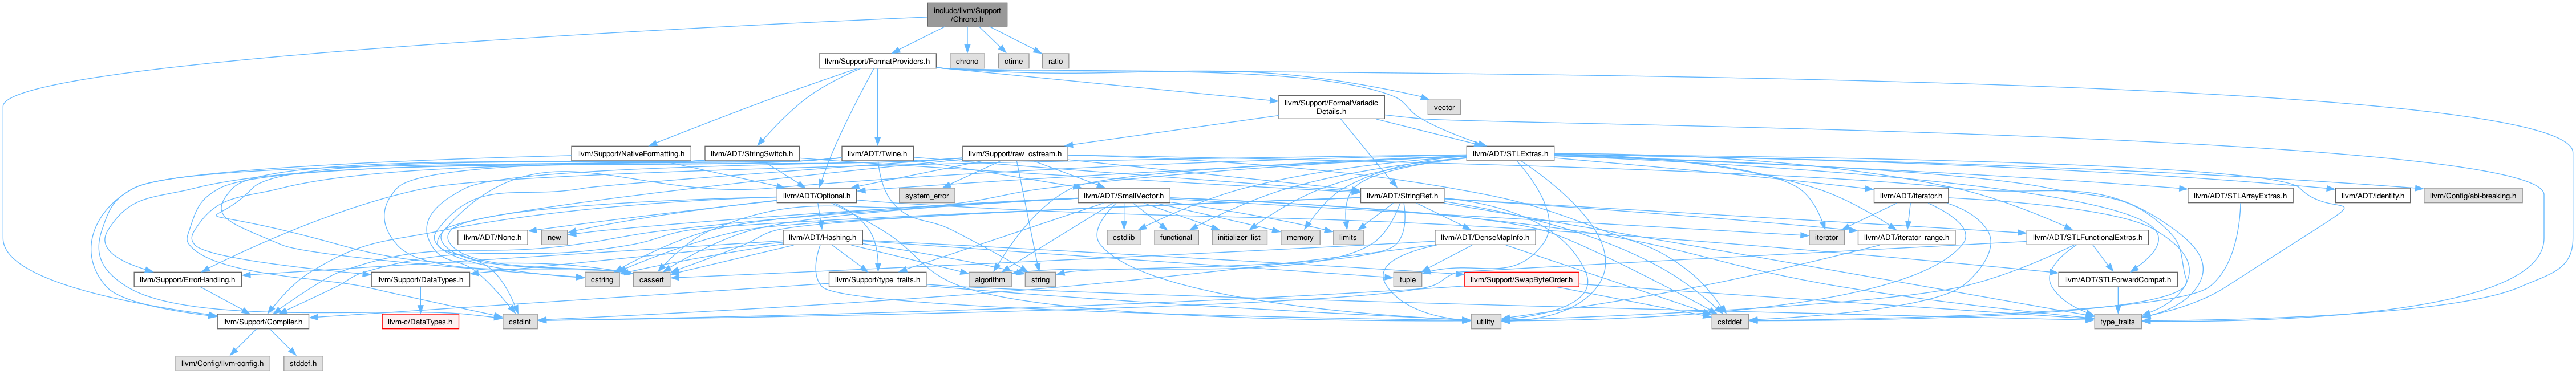 include/llvm/Support
/Chrono.h
llvm/Support/FormatProviders.h
chrono
ctime
ratio
llvm/Support/FormatVariadic
Details.h
vector
llvm/Support/NativeFormatting.h
llvm/ADT/StringSwitch.h
llvm/ADT/Twine.h
llvm/Support/raw_ostream.h
llvm/ADT/STLExtras.h
llvm/ADT/Optional.h
system_error
llvm/ADT/SmallVector.h
llvm/ADT/StringRef.h
llvm/ADT/iterator.h
llvm/ADT/STLArrayExtras.h
llvm/ADT/identity.h
llvm/Config/abi-breaking.h
llvm/ADT/None.h
new
llvm/ADT/Hashing.h
cstdlib
functional
initializer_list
memory
limits
llvm/ADT/DenseMapInfo.h
iterator
llvm/ADT/iterator_range.h
llvm/ADT/STLFunctionalExtras.h
llvm/Support/ErrorHandling.h
llvm/Support/DataTypes.h
cstring
cassert
llvm/Support/type_traits.h
algorithm
string
tuple
llvm/Support/SwapByteOrder.h
llvm/ADT/STLForwardCompat.h
llvm/Support/Compiler.h
llvm-c/DataTypes.h
cstdint
utility
cstddef
type_traits
llvm/Config/llvm-config.h
stddef.h